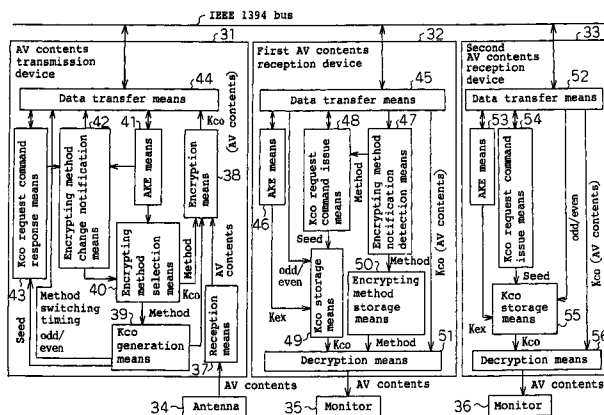 IEEE 1394 bus
31
AV contents
transmission
device
44
Data transfer means
43
Kco request command
response means
42
Encrypting method
change notification
means
41
AKE means
Kco
(AV contents)
Encryption
means
38
Encrypting
method
selection
means
40
Method
Kco
AV contents
Method
39
Kco
generation
means
Seed
Method
switching
timing
odd/
even
Reception
means
37
AV contents
34
Antenna
32
First AV contents
reception device
45
Data transfer means
48
47
AKE means
46
Kco request
command issue
means
Method
Encrypting method
notification
detection means
Kco (AV contents)
Seed
odd/
even
Kex
Kco storage
means
49
50
Method
Encrypting
method storage
means
Kco
Method
51
Decryption means
AV contents
35
Monitor
33
Second
AV contents
reception
device
52
Data transfer means
53
54
AKE means
Kco request command
issue means
odd/even
Kco (AV contents)
Seed
Kco
storage
means
55
Kex
Kco
56
Decryption means
AV contents
36
Monitor